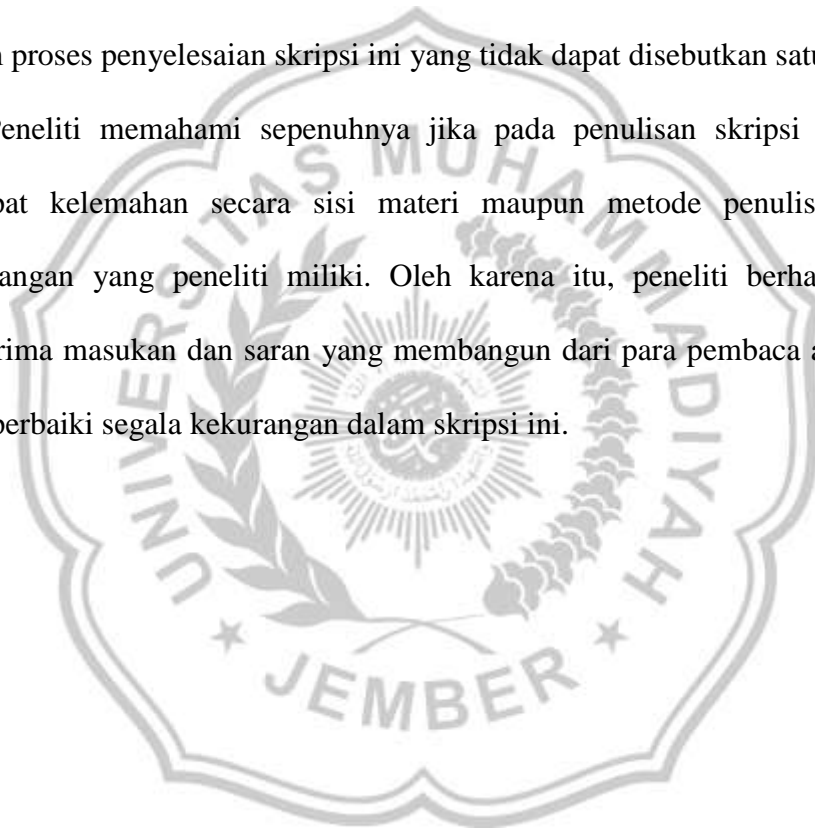 proses penyelesaian skripsi ini yang tidak dapat disebutkan satu
Peneliti memahami sepenuhnya jika pada penulisan skripsi
kelemahan secara sisi materi maupun metode penulis
angan yang peneliti miliki. Oleh karena itu, peneliti berha
rima masukan dan saran yang membangun dari para pembaca a
perbaiki segala kekurangan dalam skripsi ini.
UNIVERSITAS MUHAMMADIYAH
JEMBER